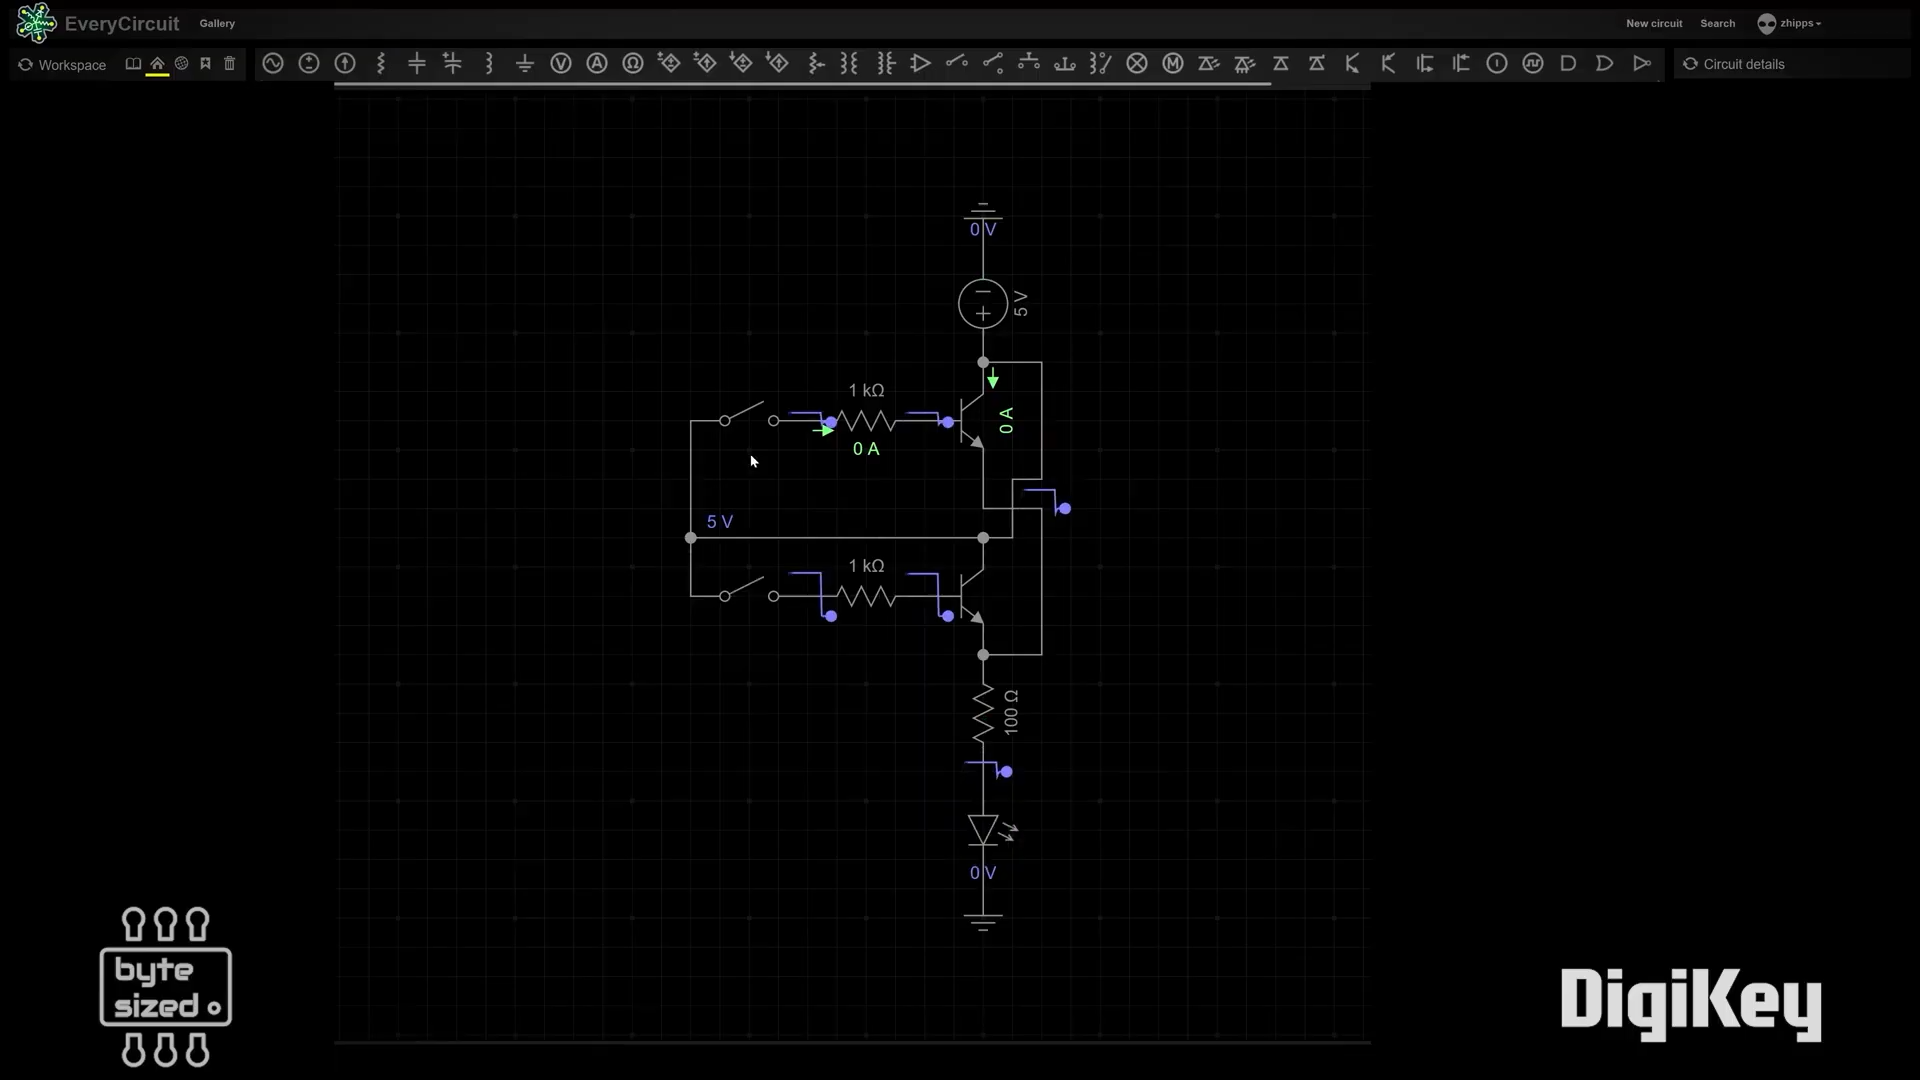 EveryCircuit
Gallery
New circuit
Search
zhipps
Workspace
Circuit details
0 V
5 V
1 kΩ
0 A
0 A
5 V
1 kΩ
100 Ω
0 V
byte
sized
DigiKey